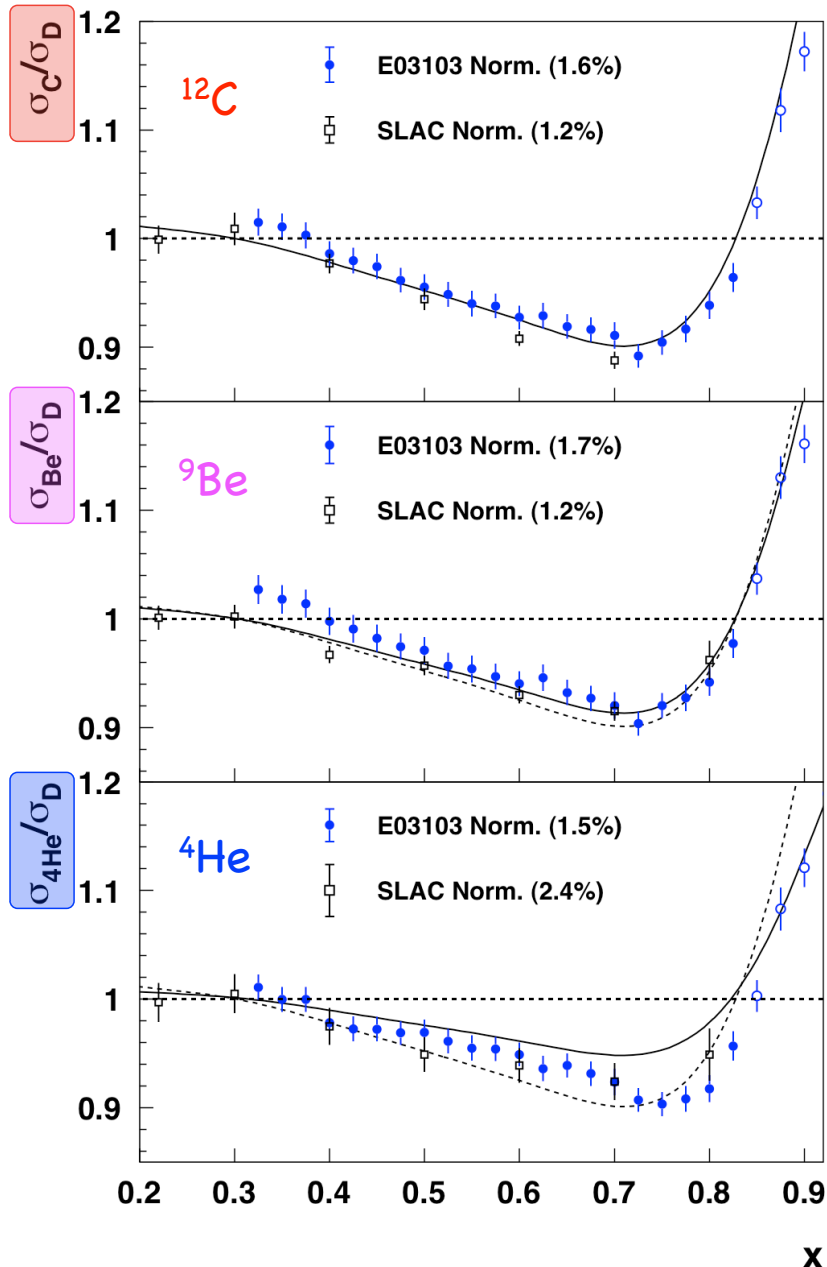 σC/σD
1.2
1.1
1
0.9
¹²C
E03103 Norm. (1.6%)
SLAC Norm. (1.2%)
σBe/σD
1.2
1.1
1
0.9
⁹Be
E03103 Norm. (1.7%)
SLAC Norm. (1.2%)
σ4He/σD
1.2
1.1
1
0.9
⁴He
E03103 Norm. (1.5%)
SLAC Norm. (2.4%)
0.2 0.3 0.4 0.5 0.6 0.7 0.8 0.9
x